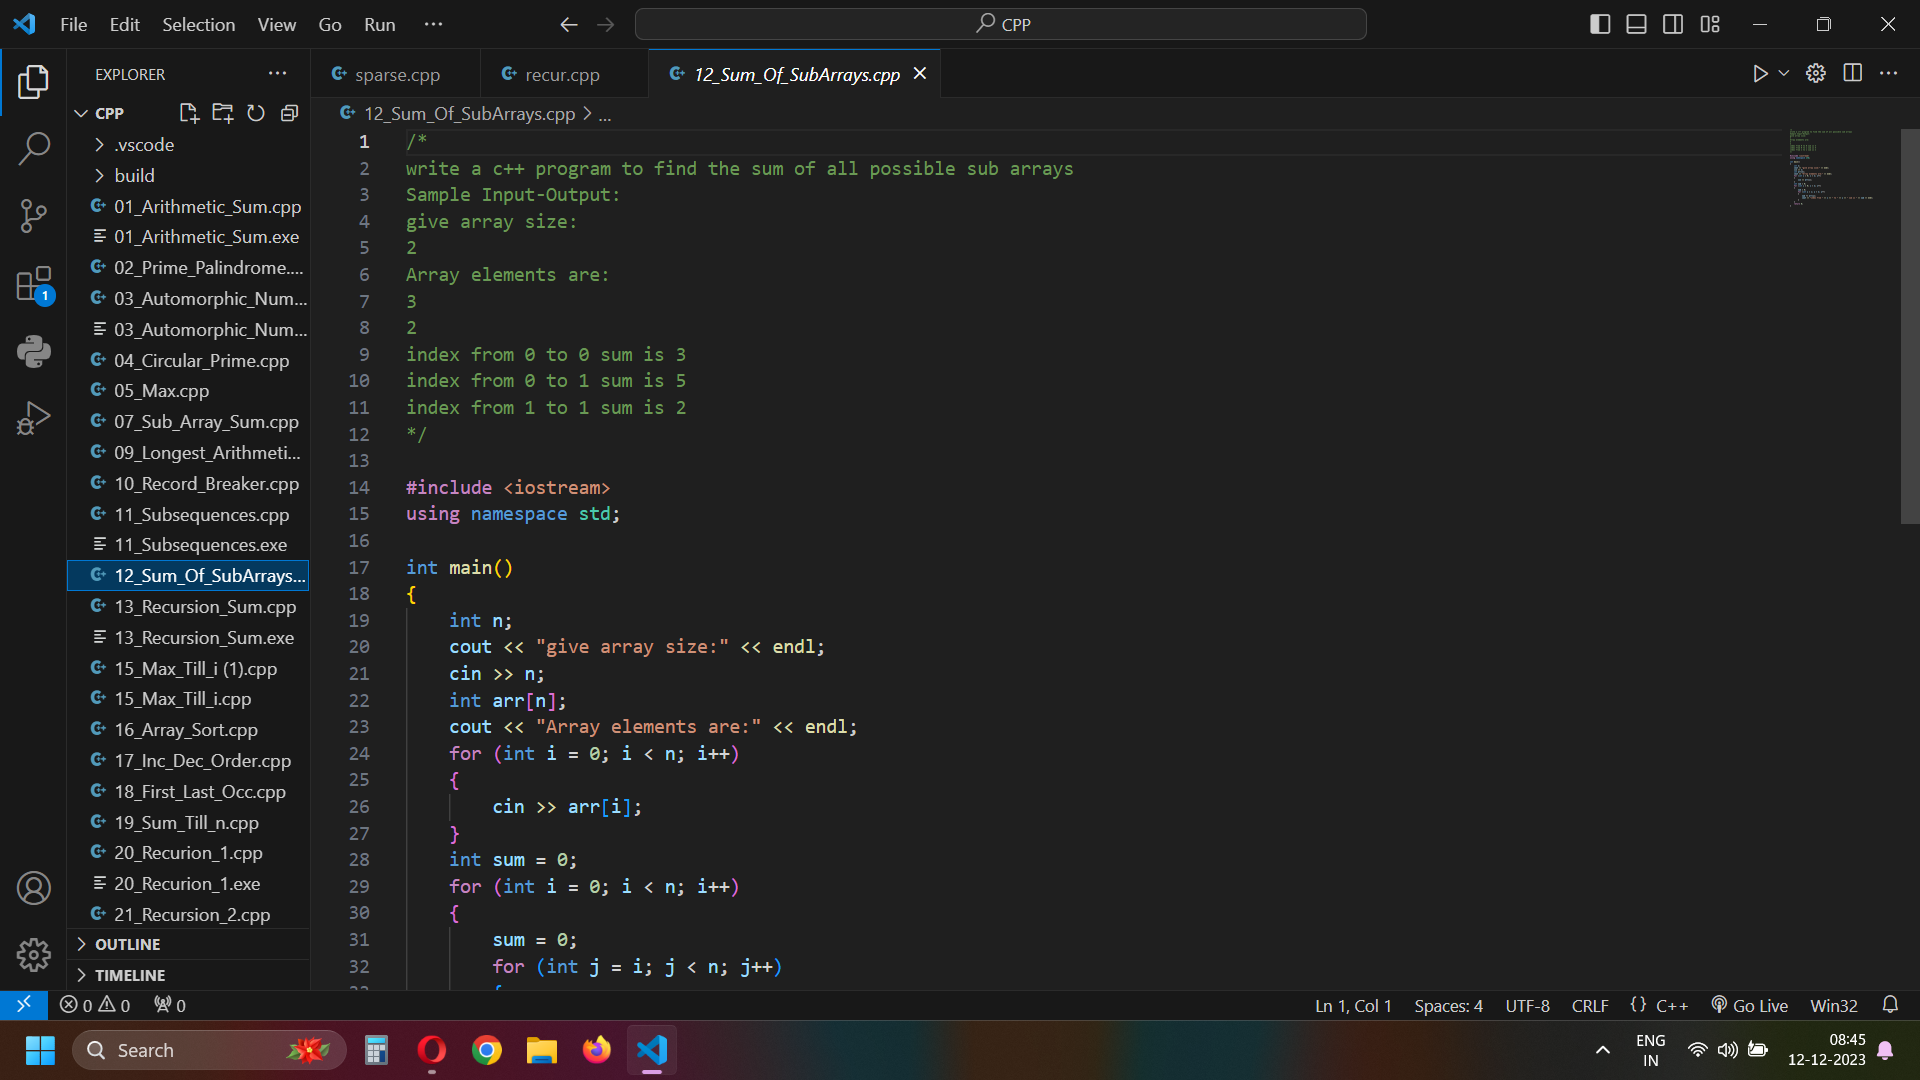 File Edit Selection View Go Run ···
CPP
EXPLORER ···
sparse.cpp
recur.cpp
12_Sum_Of_SubArrays.cpp
CPP
12_Sum_Of_SubArrays.cpp > ...
.vscode
build
01_Arithmetic_Sum.cpp
01_Arithmetic_Sum.exe
02_Prime_Palindrome....
03_Automorphic_Num...
03_Automorphic_Num...
04_Circular_Prime.cpp
05_Max.cpp
07_Sub_Array_Sum.cpp
09_Longest_Arithmeti...
10_Record_Breaker.cpp
11_Subsequences.cpp
11_Subsequences.exe
12_Sum_Of_SubArrays...
13_Recursion_Sum.cpp
13_Recursion_Sum.exe
15_Max_Till_i (1).cpp
15_Max_Till_i.cpp
16_Array_Sort.cpp
17_Inc_Dec_Order.cpp
18_First_Last_Occ.cpp
19_Sum_Till_n.cpp
20_Recurion_1.cpp
20_Recurion_1.exe
21_Recursion_2.cpp
OUTLINE
TIMELINE
1
1 /*
2 write a c++ program to find the sum of all possible sub arrays
3 Sample Input-Output:
4 give array size:
5 2
6 Array elements are:
7 3
8 2
9 index from 0 to 0 sum is 3
10 index from 0 to 1 sum is 5
11 index from 1 to 1 sum is 2
12 */
13
14 #include <iostream>
15 using namespace std;
16
17 int main()
18 {
19 int n;
20 cout << "give array size:" << endl;
21 cin >> n;
22 int arr[n];
23 cout << "Array elements are:" << endl;
24 for (int i = 0; i < n; i++)
25 {
26 cin >> arr[i];
27 }
28 int sum = 0;
29 for (int i = 0; i < n; i++)
30 {
31 sum = 0;
32 for (int j = i; j < n; j++)
0 0 0
Ln 1, Col 1 Spaces: 4 UTF-8 CRLF {} C++ Go Live Win32
Search
ENG
IN
08:45
12-12-2023